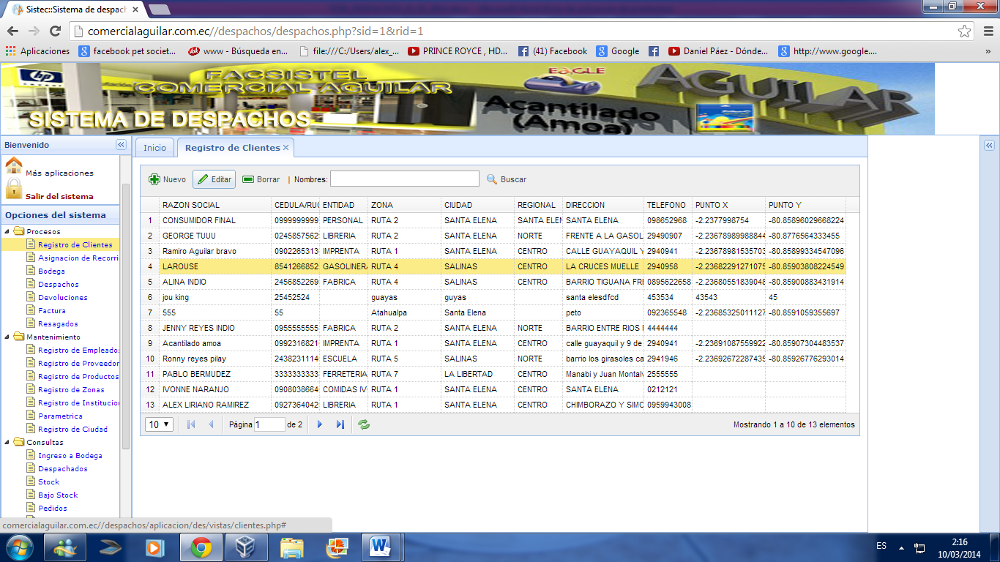 Sistec::Sistema de despach
comercialaguilar.com.ec//despachos/despachos.php?sid=1&rid=1
Aplicaciones facebook pet societ... www - Búsqueda en... file:///C:/Users/alex_... PRINCE ROYCE , HD... (41) Facebook Google Daniel Páez - Dónde... http://www.google.... »
hp
FACSISTEL
COMERCIAL AGUILAR
SISTEMA DE DESPACHOS
EAGLE
Acantilado
(Amoa)
AGUILAR
Bienvenido
Más aplicaciones
Salir del sistema
Opciones del sistema
Procesos
Registro de Clientes
Asignacion de Recorri
Bodega
Despachos
Devoluciones
Factura
Resagados
Mantenimiento
Registro de Empleados
Registro de Proveedor
Registro de Productos
Registro de Zonas
Registro de Institucion
Parametrica
Registro de Ciudad
Consultas
Ingreso a Bodega
Despachados
Stock
Bajo Stock
Pedidos
Inicio Registro de Clientes
Nuevo Editar Borrar | Nombres: Buscar
RAZON SOCIAL CEDULA/RUC ENTIDAD ZONA CIUDAD REGIONAL DIRECCION TELEFONO PUNTO X PUNTO Y
1 CONSUMIDOR FINAL 0999999999 PERSONAL RUTA 2 SANTA ELENA SANTA ELEN SANTA ELENA 098652968 -2.2377998754 -80.85896029668224
2 GEORGE TUUU 0245857562 LIBRERIA RUTA 2 SANTA ELENA NORTE FRENTE A LA GASOL 29490907 -2.23678989988844 -80.8776564333455
3 Ramiro Aguilar bravo 0902265313 IMPRENTA RUTA 1 SANTA ELENA CENTRO CALLE GUAYAQUIL Y 2940941 -2.23678981535703 -80.85899334547096
4 LAROUSE 8541266852 GASOLINERA RUTA 4 SALINAS CENTRO LA CRUCES MUELLE 2940958 -2.23682291271075 -80.85903808224549
5 ALINA INDIO 2456852269 FABRICA RUTA 4 SALINAS CENTRO BARRIO TIGUANA FRE 0895622658 -2.23680551839048 -80.85900883431914
6 jou king 25452524 guayas guyas santa elesdfcd 453534 43543 45
7 555 55 Atahualpa Santa Elena peto 092365548 -2.23685325011127 -80.8591059355697
8 JENNY REYES INDIO 0955555555 FABRICA RUTA 2 SANTA ELENA NORTE BARRIO ENTRE RIOS 4444444
9 Acantilado amoa 0992316821 IMPRENTA RUTA 1 SANTA ELENA CENTRO calle guayaquil y 9 de 2940941 -2.23691087559922 -80.85907304483537
10 Ronny reyes pilay 2438231114 ESCUELA RUTA 5 SALINAS NORTE barrio los girasoles ca 2941946 -2.23692672287435 -80.85926776293014
11 PABLO BERMUDEZ 3333333333 FERRETERIA RUTA 7 LA LIBERTAD CENTRO Manabi y Juan Montalv 2555555
12 IVONNE NARANJO 0908038664 COMIDAS IV RUTA 1 SANTA ELENA CENTRO SANTA ELENA 0212121
13 ALEX LIRIANO RAMIREZ 0927364042 LIBRERIA RUTA 1 SANTA ELENA CENTRO CHIMBORAZO Y SIMO 0959943008
10 Página 1 de 2 Mostrando 1 a 10 de 13 elementos
comercialaguilar.com.ec//despachos/aplicacion/des/vistas/clientes.php#
ES 2:16
10/03/2014